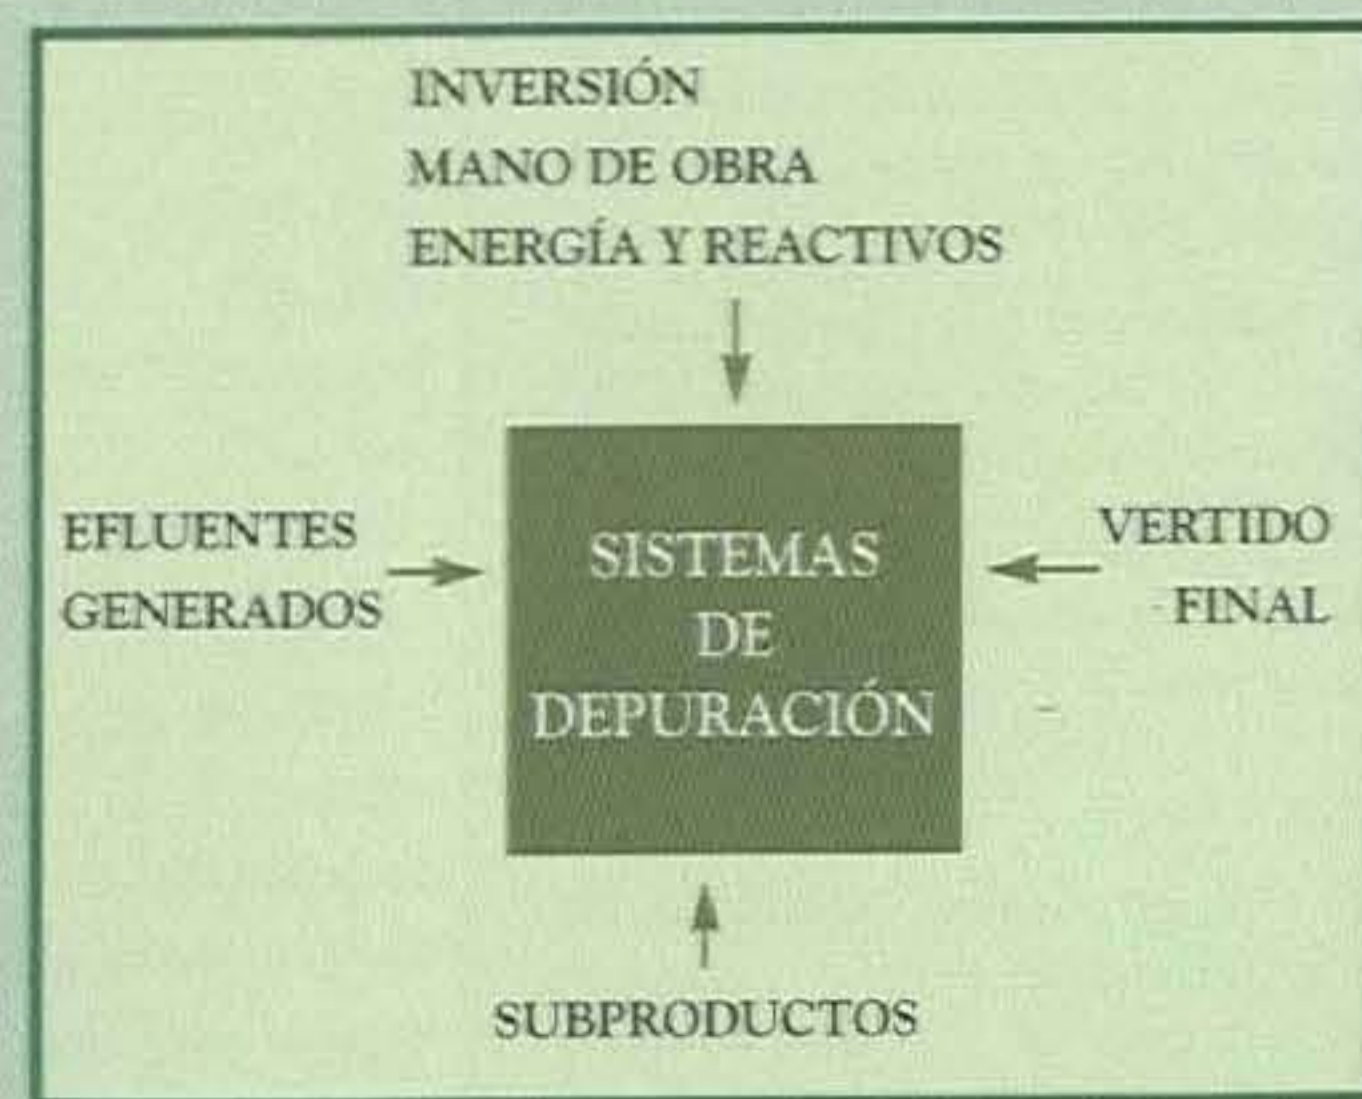 INVERSIÓN
MANO DE OBRA
ENERGÍA Y REACTIVOS
EFLUENTES
GENERADOS
SISTEMAS
DE
DEPURACIÓN
VERTIDO
FINAL
SUBPRODUCTOS